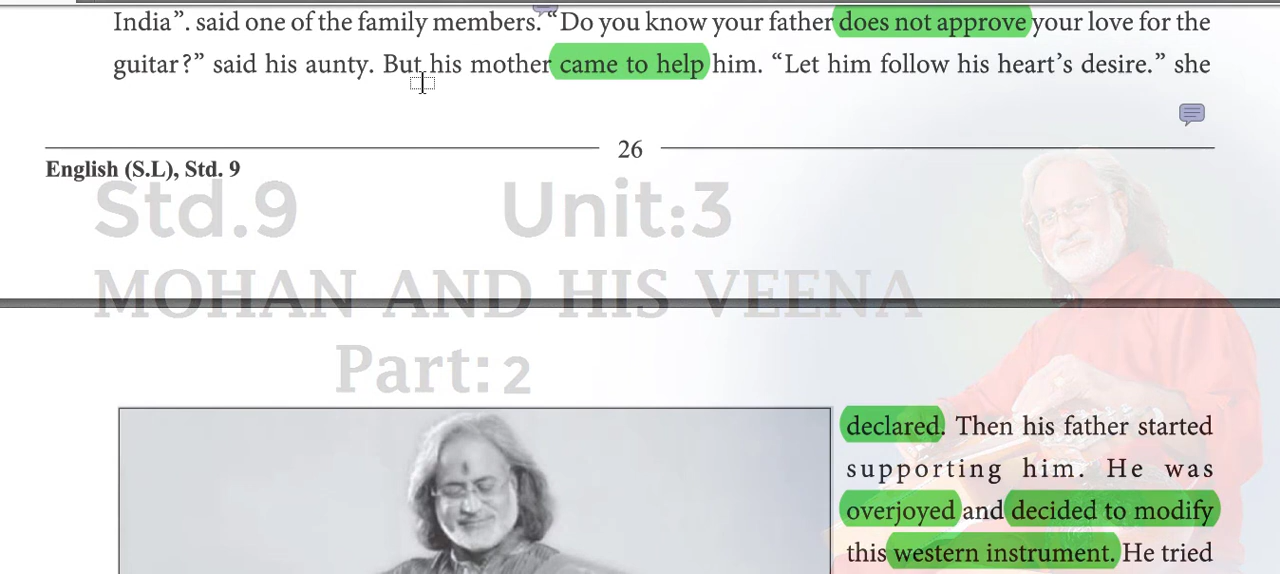 India”. said one of the family members. “Do you know your father does not approve your love for the
guitar?” said his aunty. But his mother came to help him. “Let him follow his heart’s desire.” she
26
English (S.L), Std. 9
Std.9 Unit:3
MOHAN AND HIS VEENA
Part:2
declared. Then his father started
supporting him. He was
overjoyed and decided to modify
this western instrument. He tried